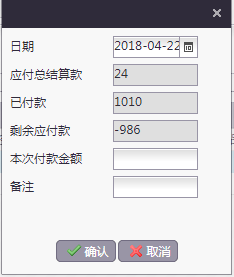 日期 2018-04-22
应付总结算款 24
已付款 1010
剩余应付款 -986
本次付款金额
备注
确认 取消